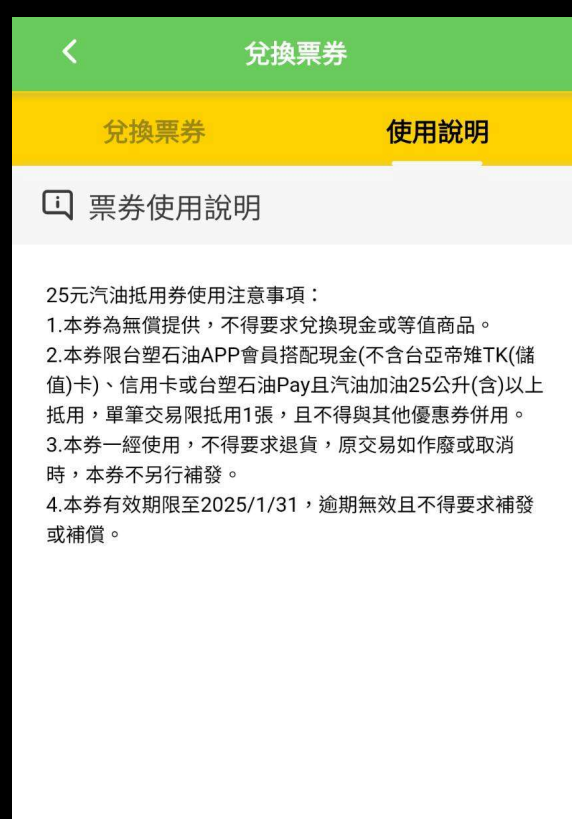 兌換票券
兌換票券
使用說明
票券使用說明
25元汽油抵用券使用注意事項：
1.本券為無償提供，不得要求兌換現金或等值商品。
2.本券限台塑石油APP會員搭配現金(不含台亞帝雉TK(儲
值)卡)、信用卡或台塑石油Pay且汽油加油25公升(含)以上
抵用，單筆交易限抵用1張，且不得與其他優惠券併用。
3.本券一經使用，不得要求退貨，原交易如作廢或取消
時，本券不另行補發。
4.本券有效期限至2025/1/31，逾期無效且不得要求補發
或補償。